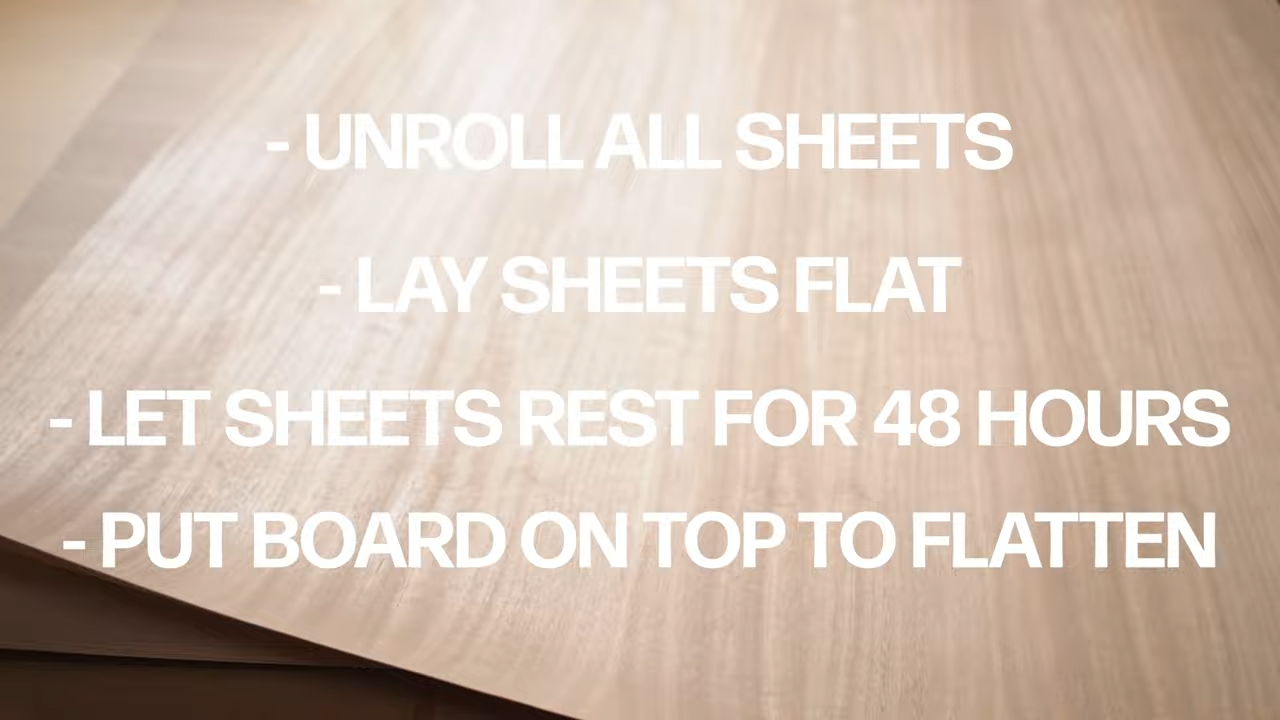 - UNROLL ALL SHEETS
- LAY SHEETS FLAT
- LET SHEETS REST FOR 48 HOURS
- PUT BOARD ON TOP TO FLATTEN